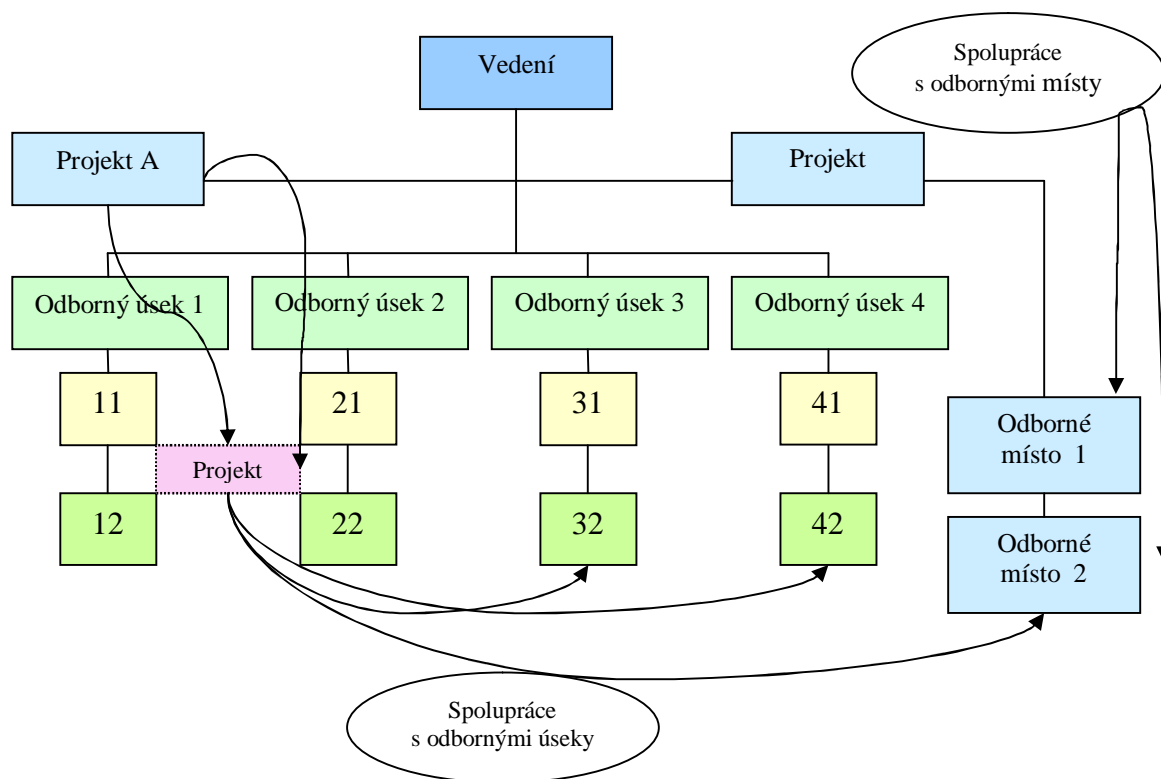 Vedení
Spolupráce
s odbornými místy
Projekt A
Projekt
Odborný úsek 1
Odborný úsek 2
Odborný úsek 3
Odborný úsek 4
11
21
31
41
Odborné
místo 1
Projekt
12
22
32
42
Odborné
místo 2
Spolupráce
s odbornými úseky